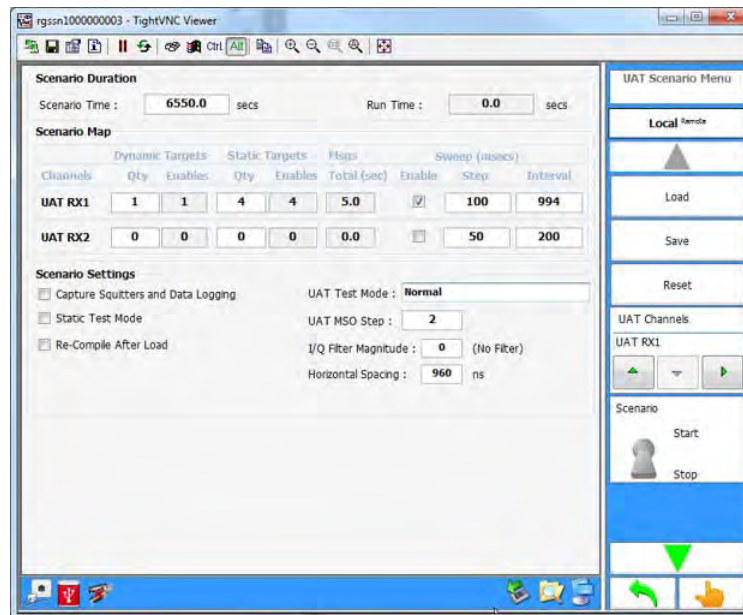 rgssn1000000003 - TightVNC Viewer
Ctrl Alt
Scenario Duration
Scenario Time : 6550.0 secs Run Time : 0.0 secs
Scenario Map
Dynamic Targets Static Targets Msgs Sweep (msecs)
Channels Qty Enables Qty Enables Total (sec) Enable Step Interval
UAT RX1 1 1 4 4 5.0 100 994
UAT RX2 0 0 0 0 0.0 50 200
Scenario Settings
Capture Squitters and Data Logging UAT Test Mode : Normal
Static Test Mode UAT MSO Step : 2
Re-Compile After Load I/Q Filter Magnitude : 0 (No Filter)
Horizontal Spacing : 960 ns
UAT Scenario Menu
Local Remote
Load
Save
Reset
UAT Channels
UAT RX1
Scenario
Start
Stop